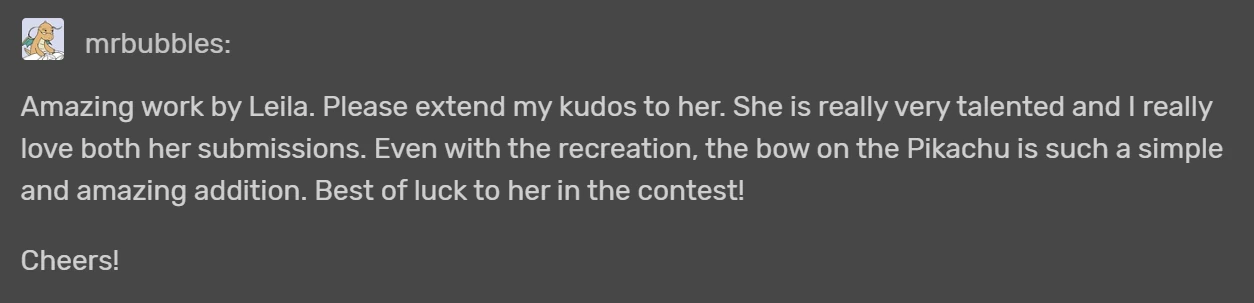 mrbubbles:
Amazing work by Leila. Please extend my kudos to her. She is really very talented and I really
love both her submissions. Even with the recreation, the bow on the Pikachu is such a simple
and amazing addition. Best of luck to her in the contest!
Cheers!